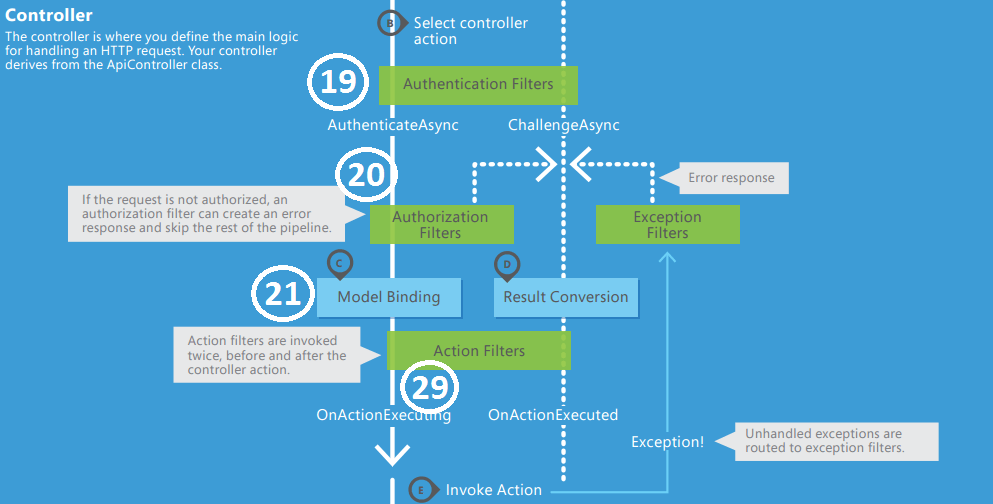 Controller
The controller is where you define the main logic
for handling an HTTP request. Your controller
derives from the ApiController class.
B
Select controller
action
19
Authentication Filters
AuthenticateAsync
ChallengeAsync
20
Error response
If the request is not authorized, an
authorization filter can create an error
response and skip the rest of the pipeline.
Authorization
Filters
Exception
Filters
C
D
21
Model Binding
Result Conversion
Action filters are invoked
twice, before and after the
controller action.
Action Filters
29
OnActionExecuting
OnActionExecuted
Exception!
Unhandled exceptions are
routed to exception filters.
E
Invoke Action